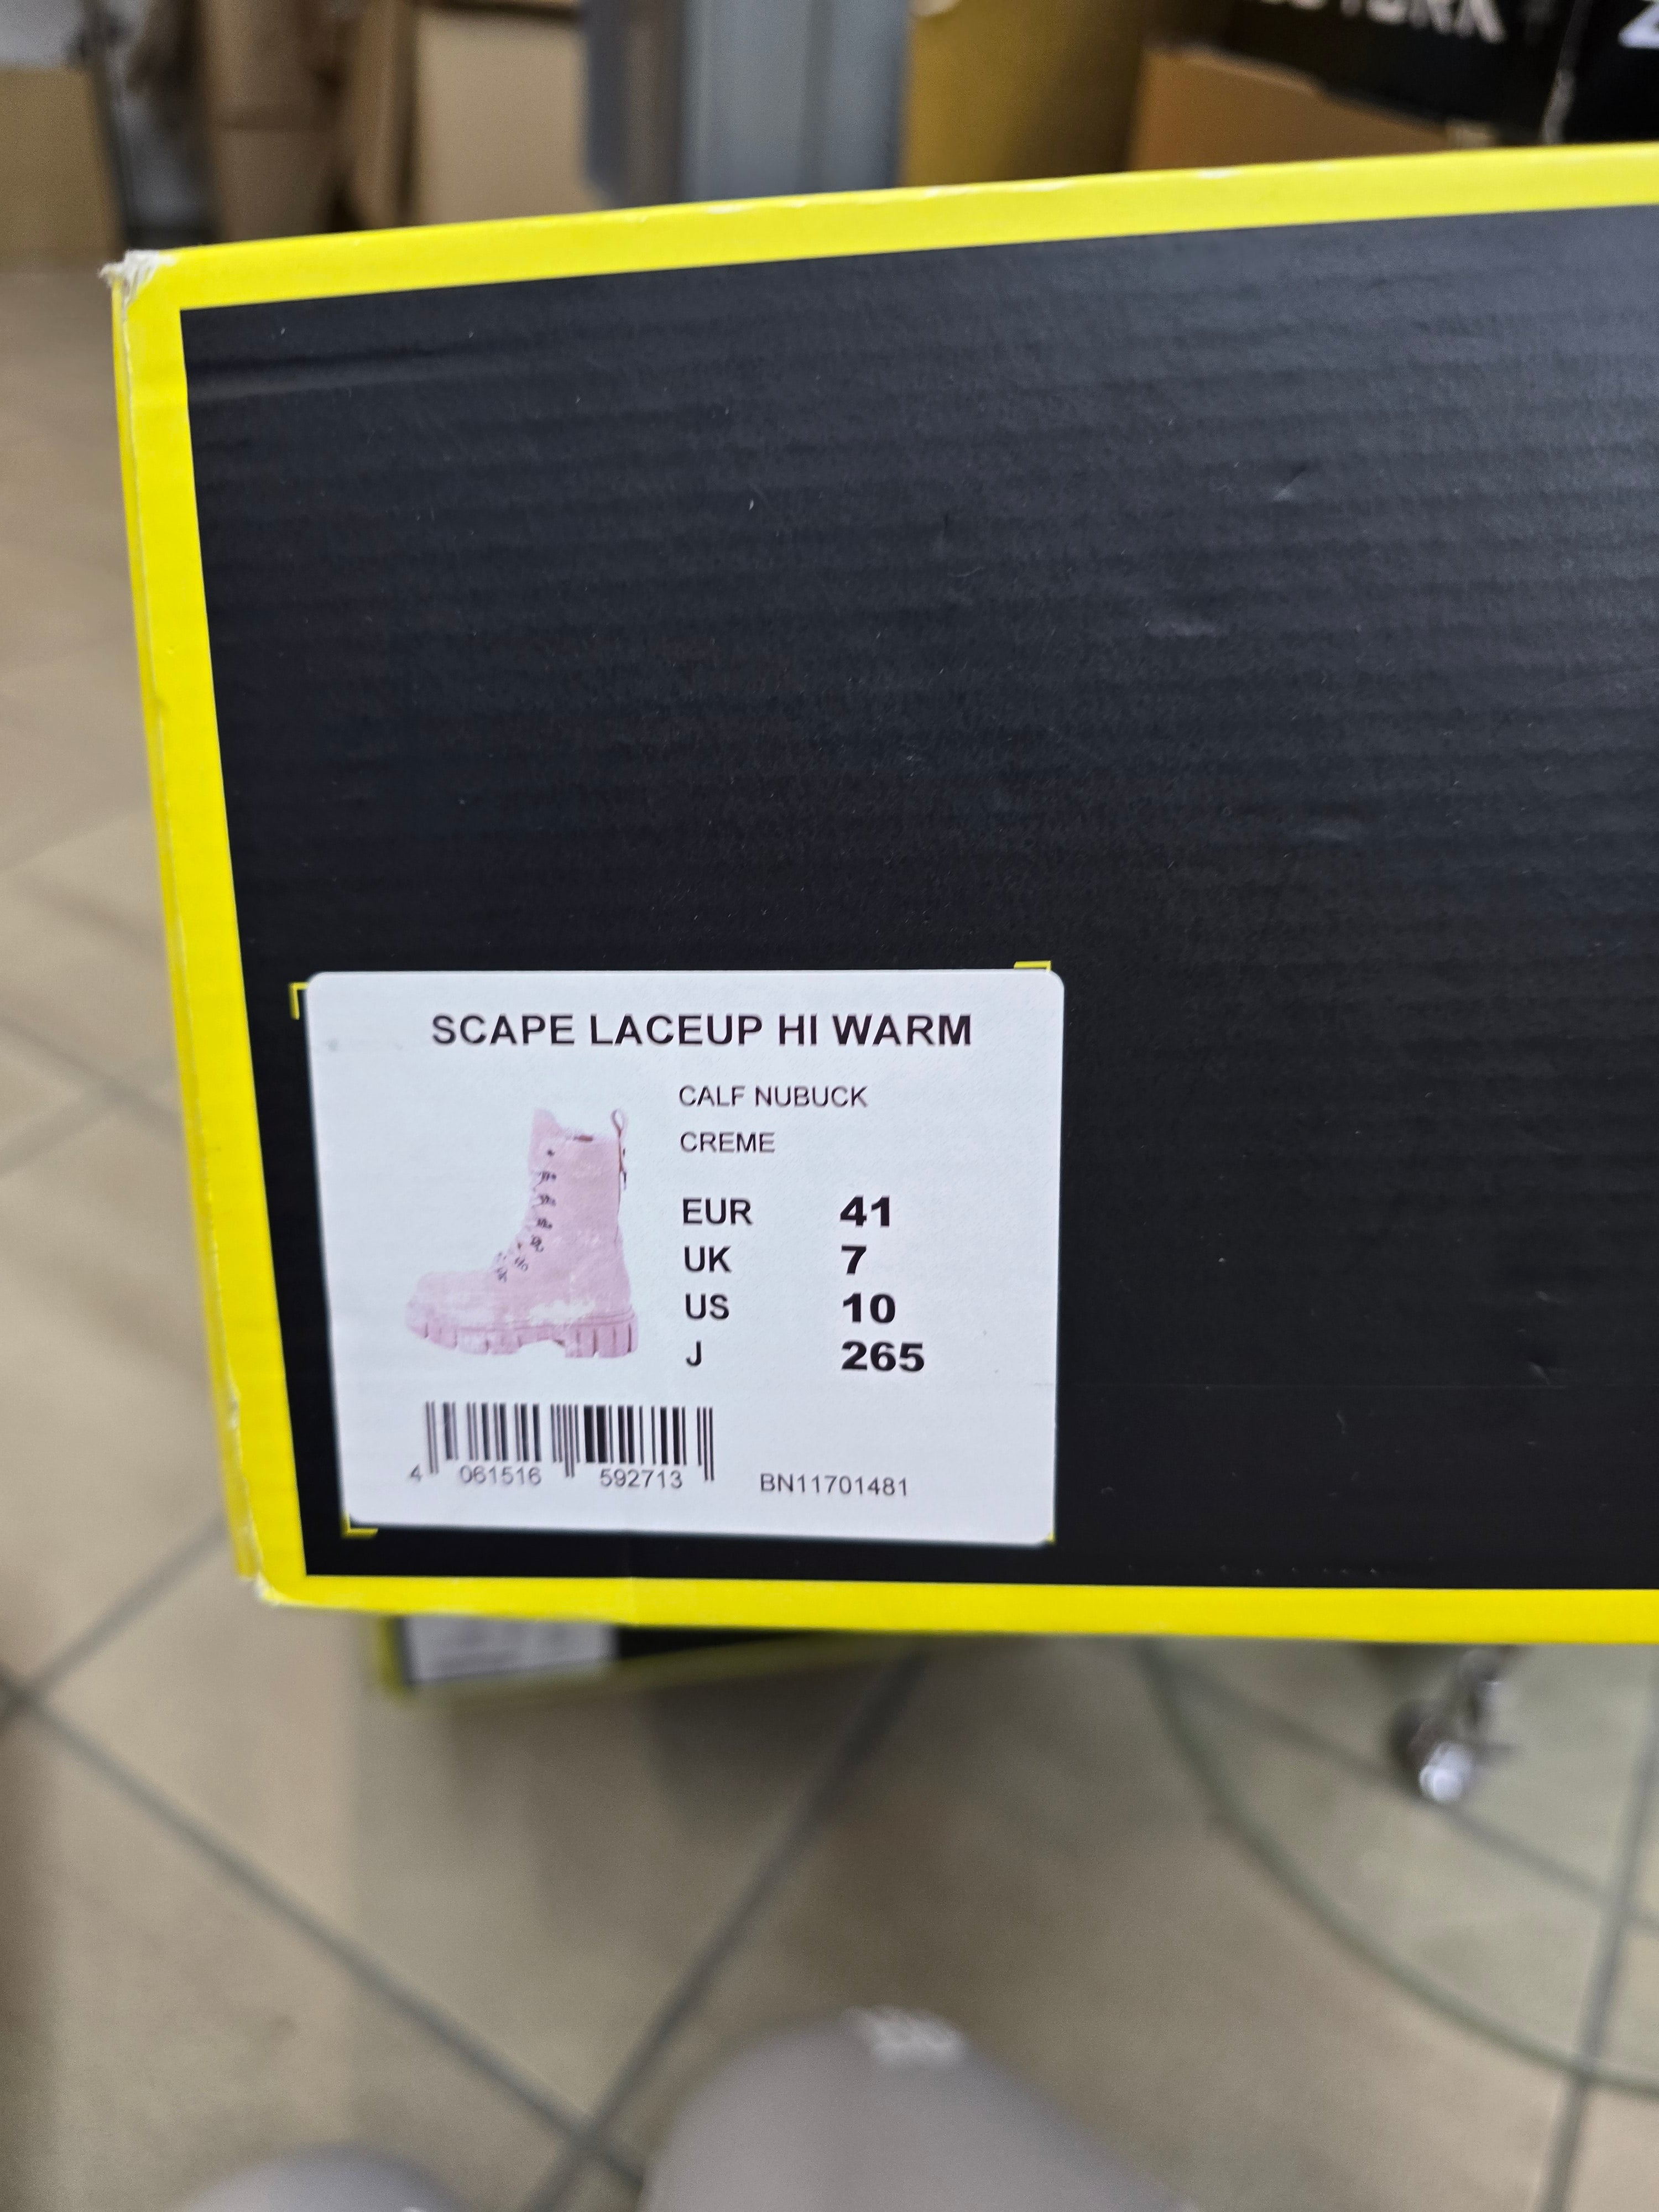 SCAPE LACEUP HI WARM
CALF NUBUCK
CREME
EUR 41
UK 7
US 10
J 265
4 061516 592713
BN11701481